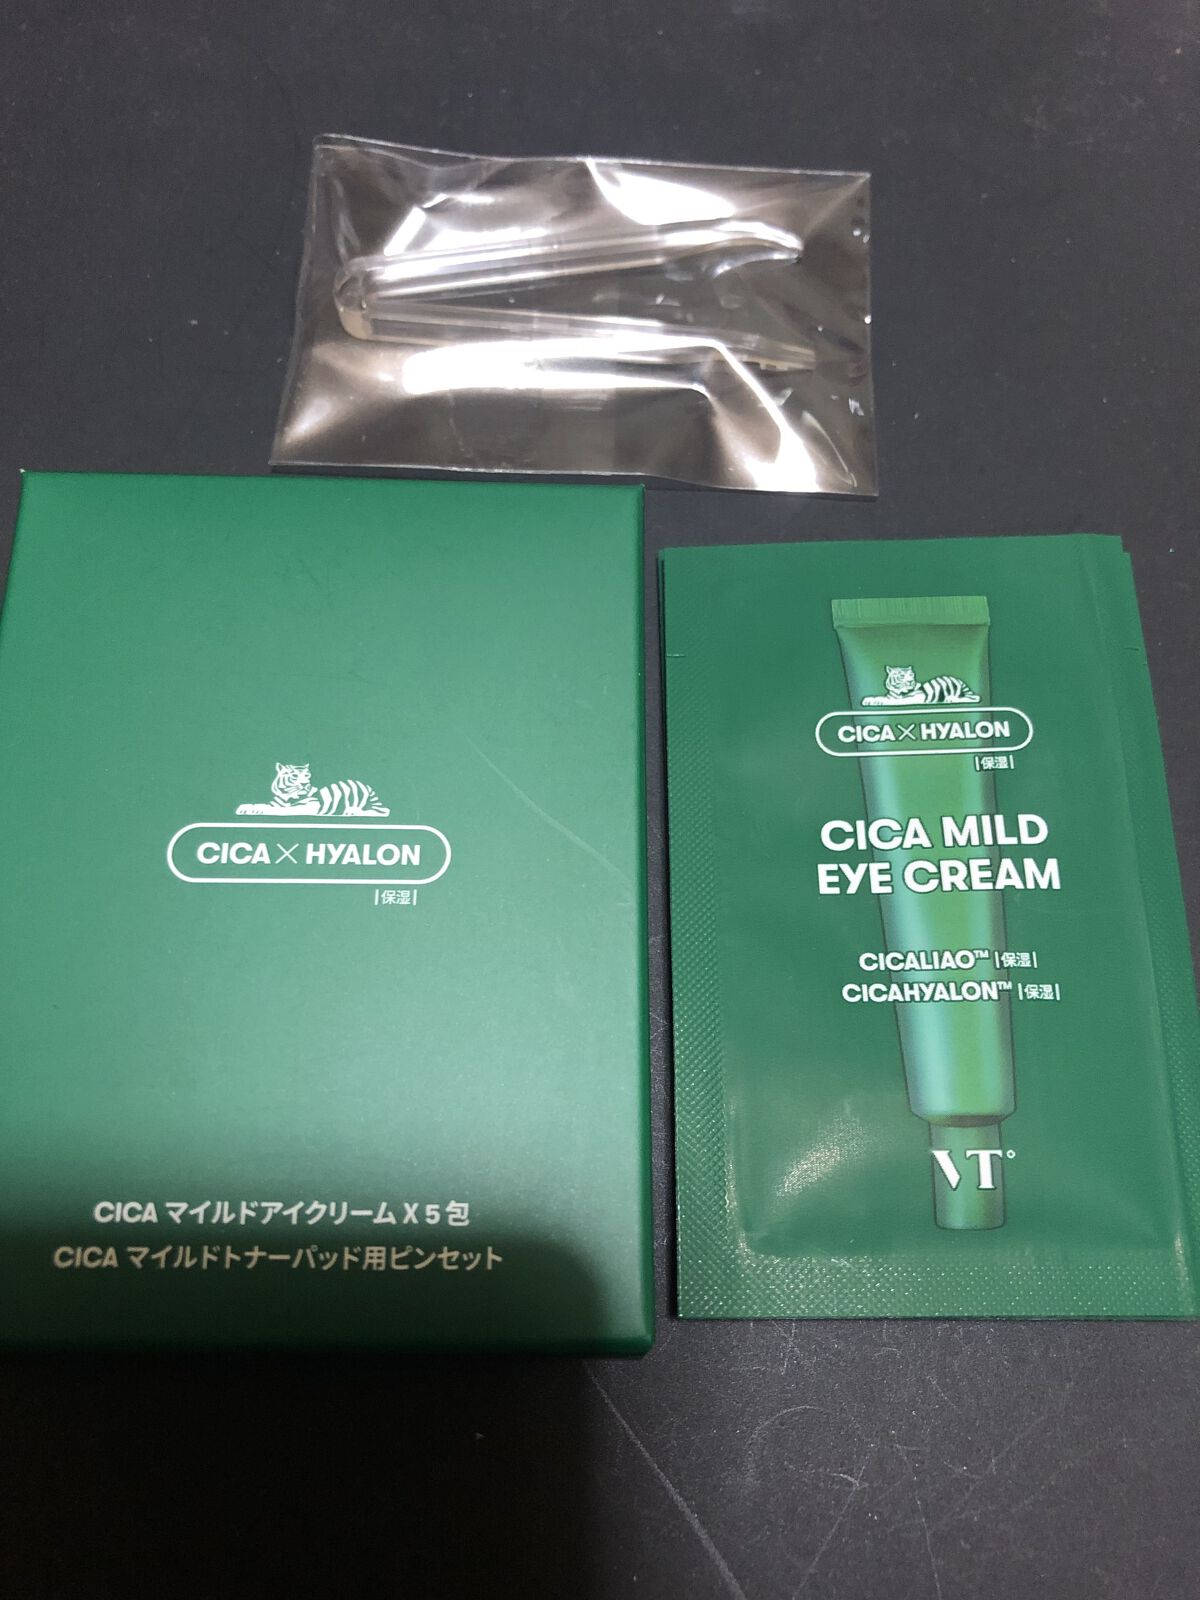 CICA×HYALON
|保湿|
CICA マイルドアイクリーム X 5 包
CICA マイルドトナーパッド用ピンセット
CICA×HYALON
|保湿|
CICA MILD
EYE CREAM
CICALIAO™ |保湿|
CICAHYALON™ |保湿|
VT°